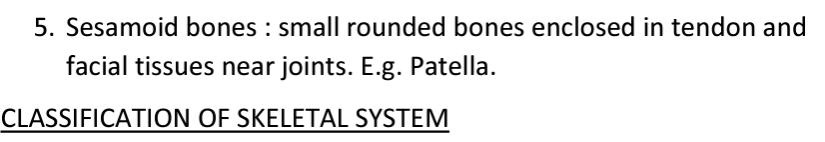 5. Sesamoid bones : small rounded bones enclosed in tendon and
facial tissues near joints. E.g. Patella.
CLASSIFICATION OF SKELETAL SYSTEM